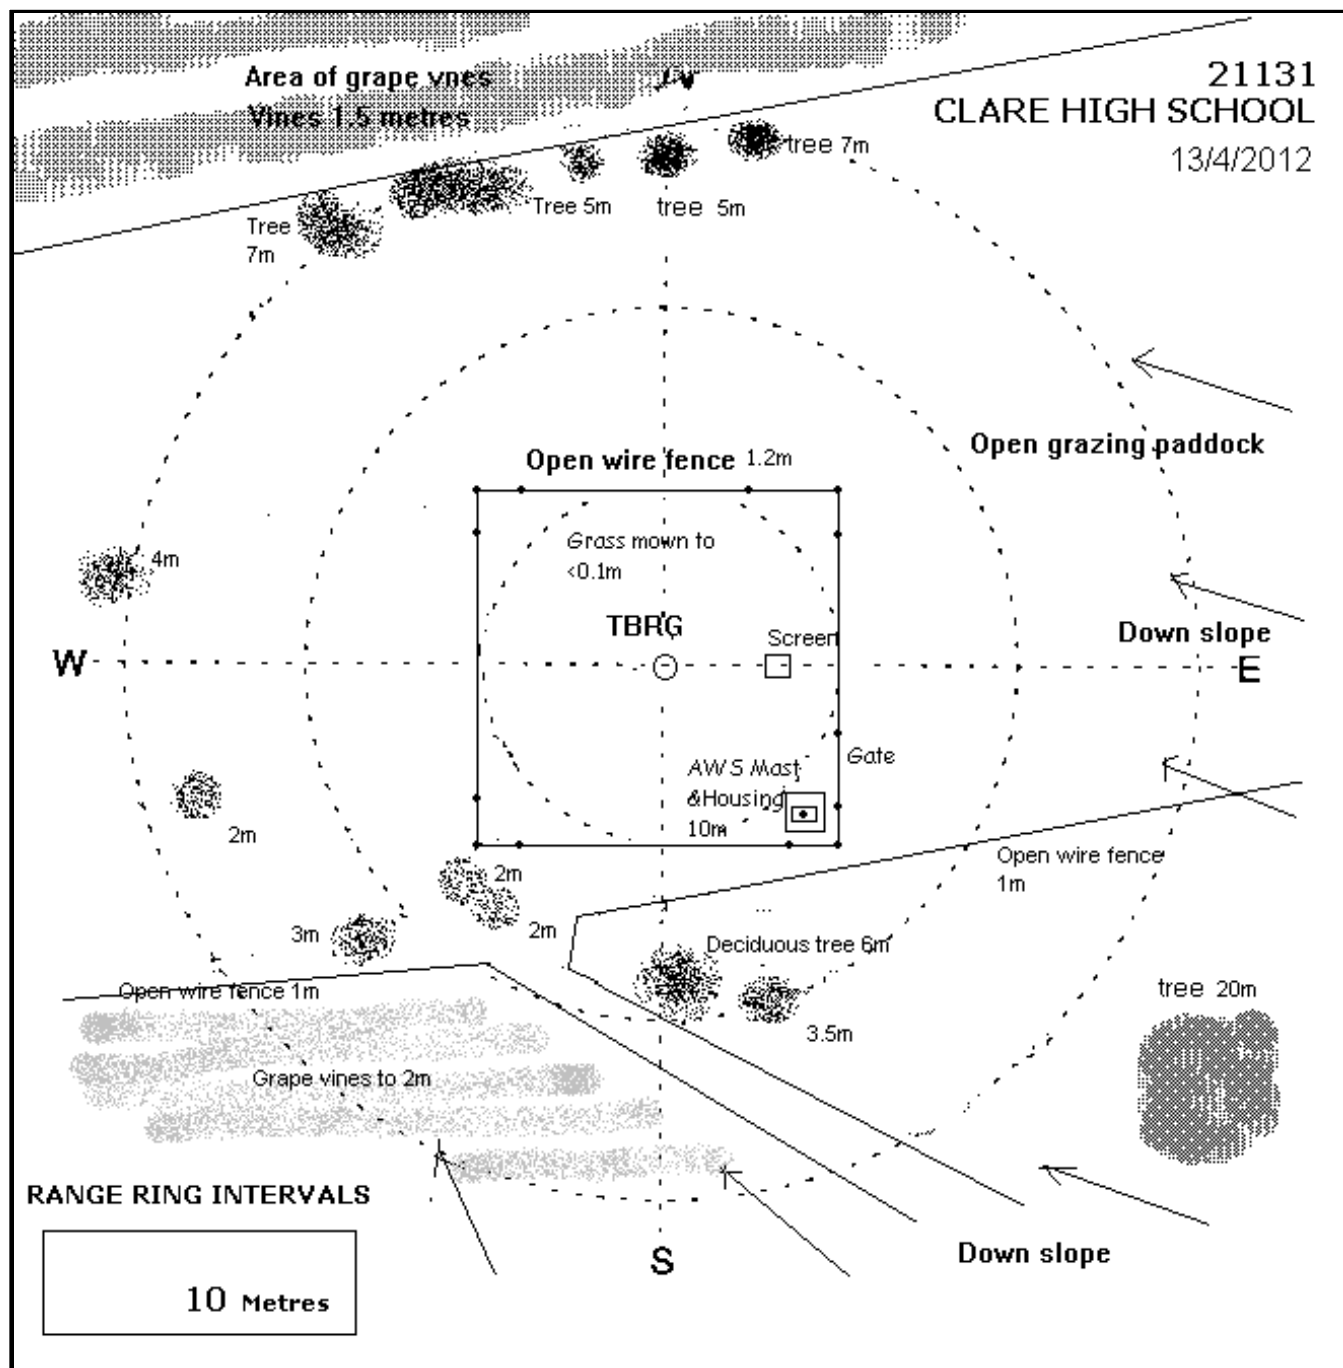 Area of grape vnes
Vines 1.5 metres
21131
CLARE HIGH SCHOOL
13/4/2012
tree 7m
Tree 5m
tree 5m
Tree
7m
Open grazing paddock
Open wire fence 1.2m
Grass mown to
<0.1m
4m
TBRG
Screen
Down slope
W
E
Gate
AWS Mast
&Housing
10m
2m
Open wire fence
1m
2m
2m
3m
Deciduous tree 6m
Open wire fence 1m
tree 20m
3.5m
Grape vines to 2m
RANGE RING INTERVALS
10 Metres
S
Down slope